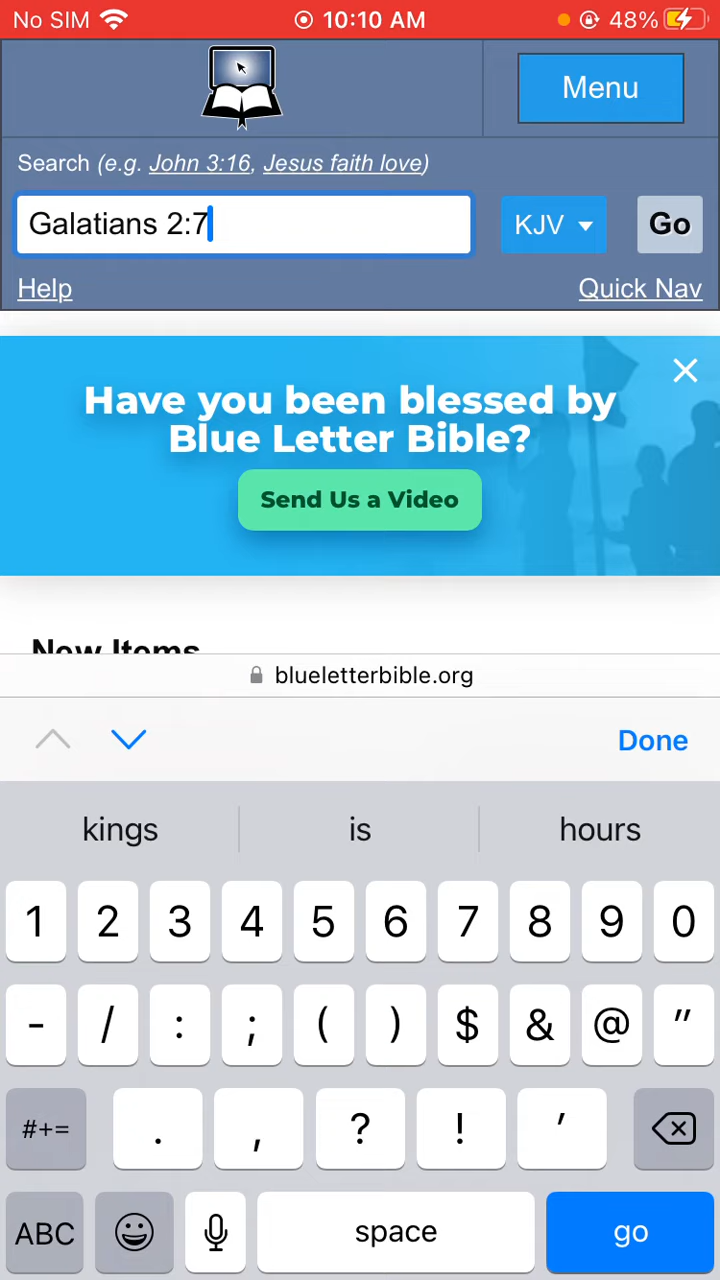 No SIM 10:10 AM 48%
Menu
Search (e.g. John 3:16, Jesus faith love)
Galatians 2:7 KJV Go
Help Quick Nav
Have you been blessed by
Blue Letter Bible?
Send Us a Video
New Items
blueletterbible.org
Done
kings is hours
1 2 3 4 5 6 7 8 9 0
- / : ; ( ) $ & @ "
#+= . , ? ! '
ABC space go